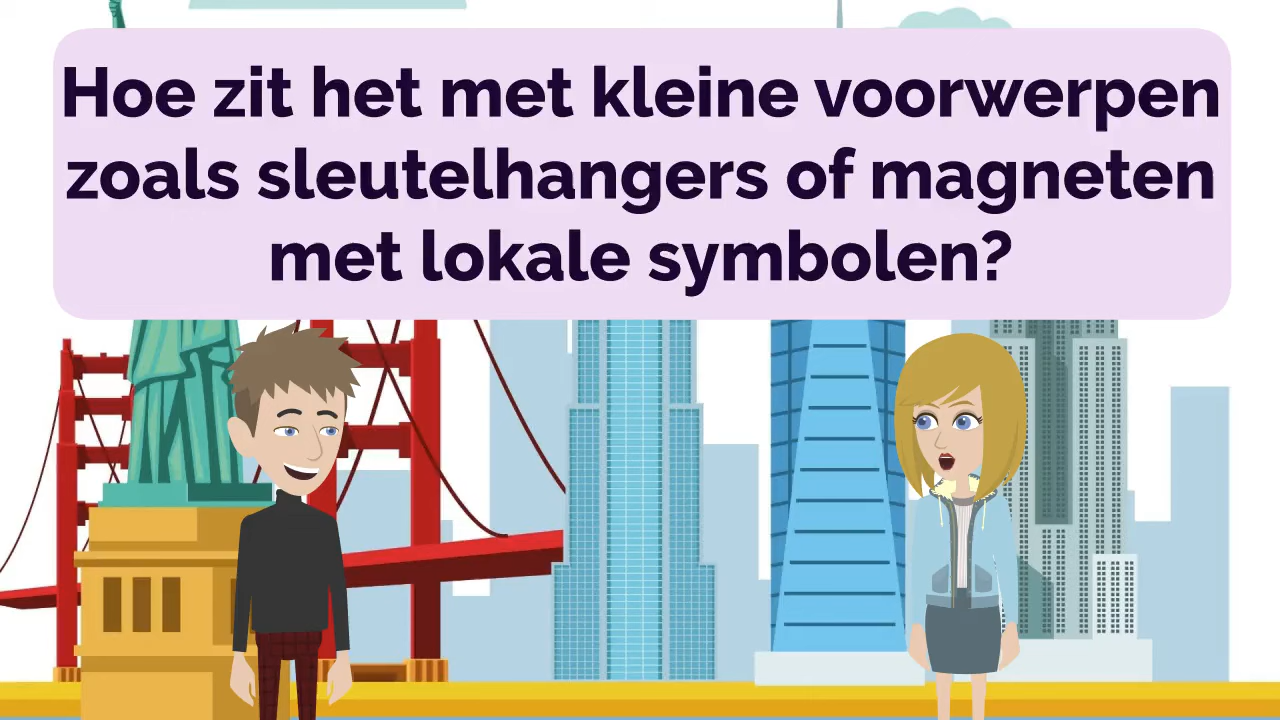 Hoe zit het met kleine voorwerpen
zoals sleutelhangers of magneten
met lokale symbolen?